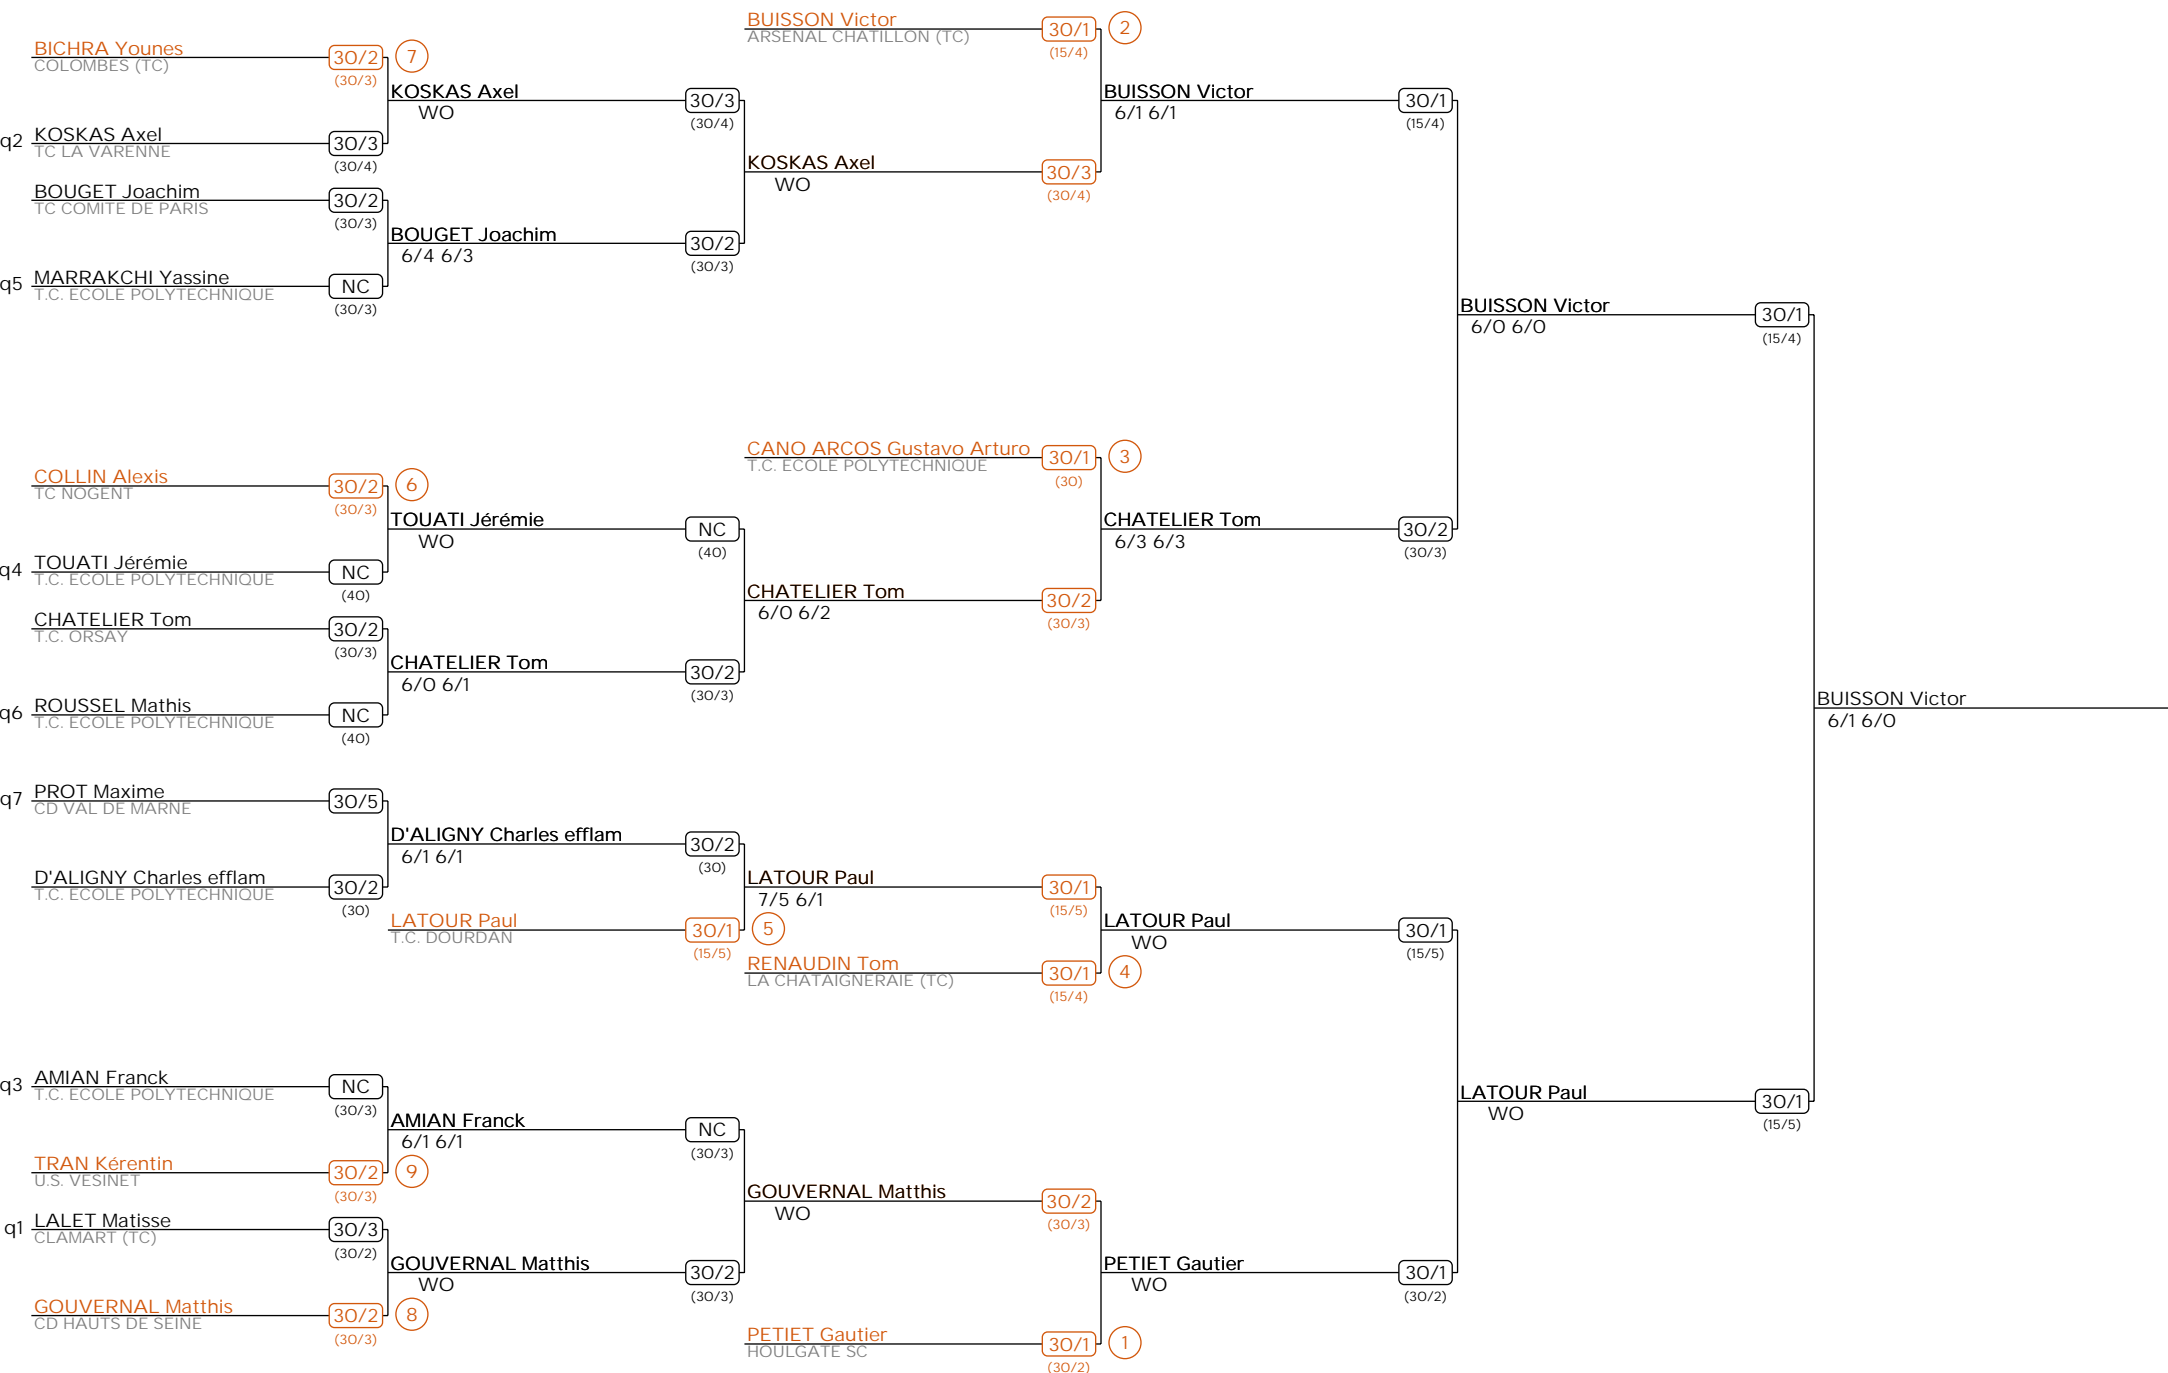 BUISSON Victor 30/1 2
ARSENAL CHATILLON (TC) (15/4)
BICHRA Younes 30/2 7
COLOMBES (TC) (30/3)
KOSKAS Axel 30/3
WO (30/4)
BUISSON Victor 30/1
6/1 6/1 (15/4)
q2 KOSKAS Axel 30/3
TC LA VARENNE (30/4)
KOSKAS Axel 30/3
WO (30/4)
BOUGET Joachim 30/2
TC COMITE DE PARIS (30/3)
BOUGET Joachim 30/2
6/4 6/3 (30/3)
q5 MARRAKCHI Yassine NC
T.C. ECOLE POLYTECHNIQUE (30/3)
BUISSON Victor 30/1
6/0 6/0 (15/4)
CANO ARCOS Gustavo Arturo 30/1 3
T.C. ECOLE POLYTECHNIQUE (30)
COLLIN Alexis 30/2 6
TC NOGENT (30/3)
TOUATI Jérémie NC
WO (40)
CHATELIER Tom 30/2
6/3 6/3 (30/3)
q4 TOUATI Jérémie NC
T.C. ECOLE POLYTECHNIQUE (40)
CHATELIER Tom 30/2
6/0 6/2 (30/3)
CHATELIER Tom 30/2
T.C. ORSAY (30/3)
CHATELIER Tom 30/2
6/0 6/1 (30/3)
q6 ROUSSEL Mathis NC
T.C. ECOLE POLYTECHNIQUE (40)
BUISSON Victor
6/1 6/0
q7 PROT Maxime 30/5
CD VAL DE MARNE
D'ALIGNY Charles efflam 30/2
6/1 6/1 (30)
D'ALIGNY Charles efflam 30/2
T.C. ECOLE POLYTECHNIQUE (30)
LATOUR Paul 30/1
7/5 6/1 (15/5)
LATOUR Paul 30/1 5
T.C. DOURDAN (15/5)
LATOUR Paul 30/1
WO (15/5)
RENAUDIN Tom 30/1 4
LA CHATAIGNERAIE (TC) (15/4)
q3 AMIAN Franck NC
T.C. ECOLE POLYTECHNIQUE (30/3)
LATOUR Paul 30/1
WO (15/5)
AMIAN Franck NC
6/1 6/1 (30/3)
TRAN Kérentin 30/2 9
U.S. VESINET (30/3)
GOUVERNAL Matthis 30/2
WO (30/3)
q1 LALET Matisse 30/3
CLAMART (TC) (30/2)
GOUVERNAL Matthis 30/2
WO (30/3)
PETIET Gautier 30/1
WO (30/2)
GOUVERNAL Matthis 30/2 8
CD HAUTS DE SEINE (30/3)
PETIET Gautier 30/1 1
HOULGATE SC (30/2)